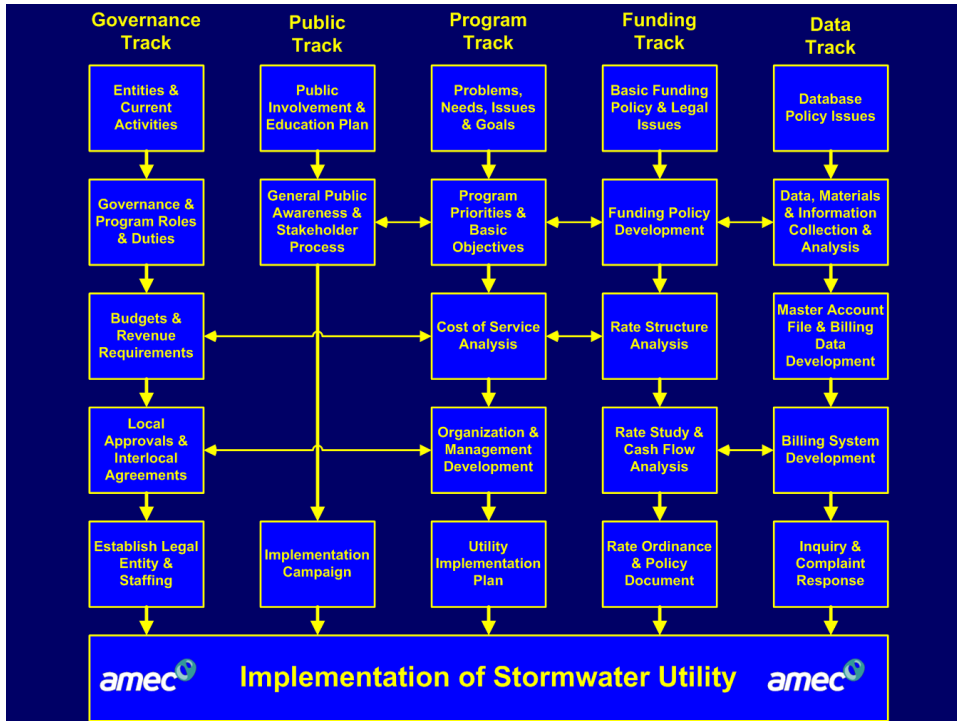 Governance
Track
Public
Track
Program
Track
Funding
Track
Data
Track
Entities &
Current
Activities
Public
Involvement &
Education Plan
Problems,
Needs, Issues
& Goals
Basic Funding
Policy & Legal
Issues
Database
Policy Issues
Governance &
Program Roles
& Duties
General Public
Awareness &
Stakeholder
Process
Program
Priorities &
Basic
Objectives
Funding Policy
Development
Data, Materials
& Information
Collection &
Analysis
Budgets &
Revenue
Requirements
Cost of Service
Analysis
Rate Structure
Analysis
Master Account
File & Billing
Data
Development
Local
Approvals &
Interlocal
Agreements
Organization &
Management
Development
Rate Study &
Cash Flow
Analysis
Billing System
Development
Establish Legal
Entity &
Staffing
Implementation
Campaign
Utility
Implementation
Plan
Rate Ordinance
& Policy
Document
Inquiry &
Complaint
Response
amec
Implementation of Stormwater Utility
amec